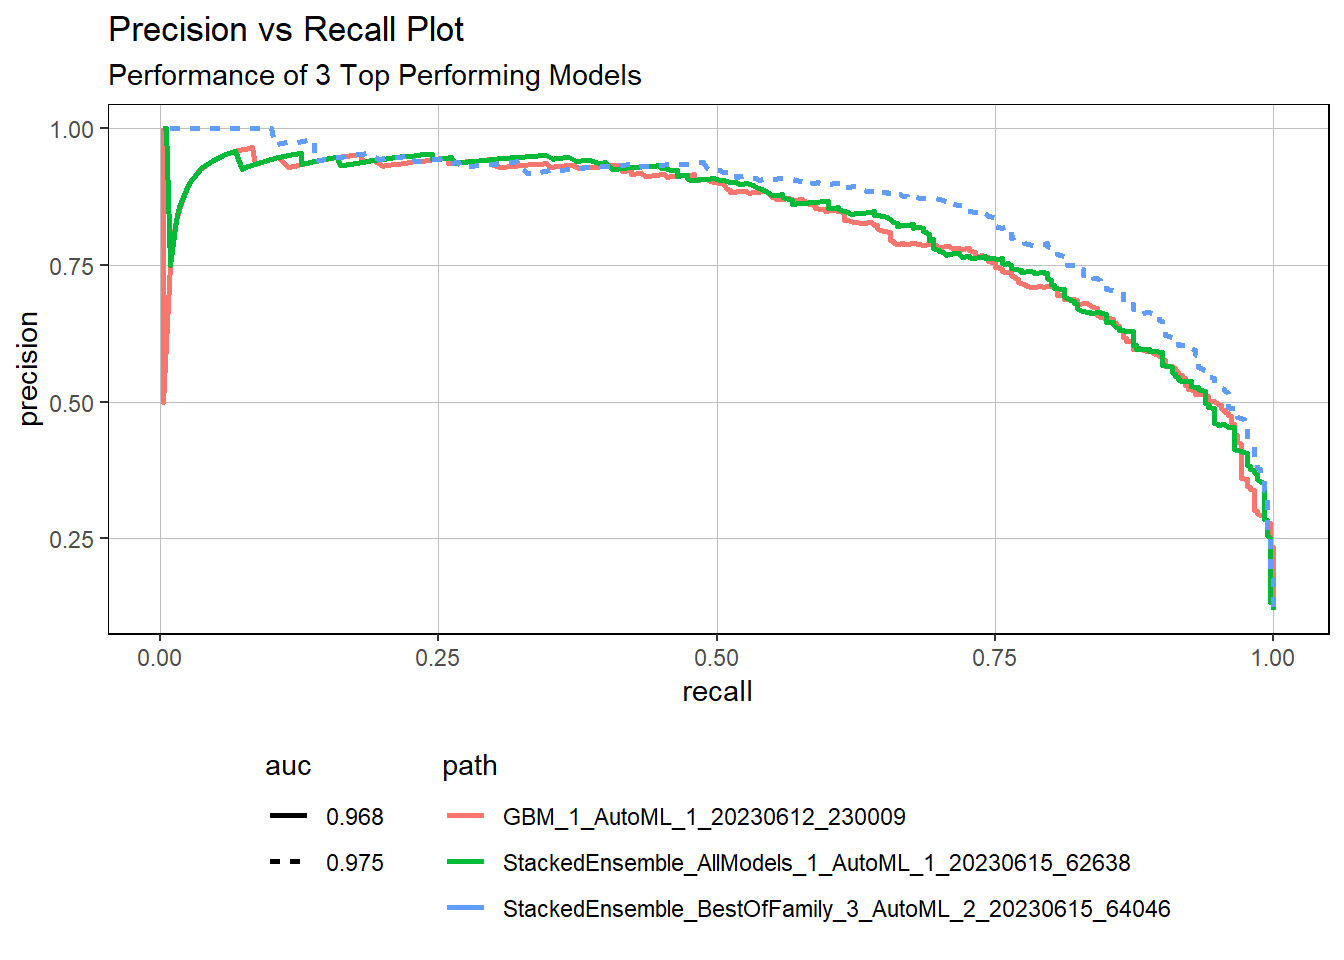 Precision vs Recall Plot
Performance of 3 Top Performing Models
1.00
0.75
0.50
0.25
precision
0.00 0.25 0.50 0.75 1.00
recall
auc path
0.968 GBM_1_AutoML_1_20230612_230009
0.975 StackedEnsemble_AllModels_1_AutoML_1_20230615_62638
StackedEnsemble_BestOfFamily_3_AutoML_2_20230615_64046